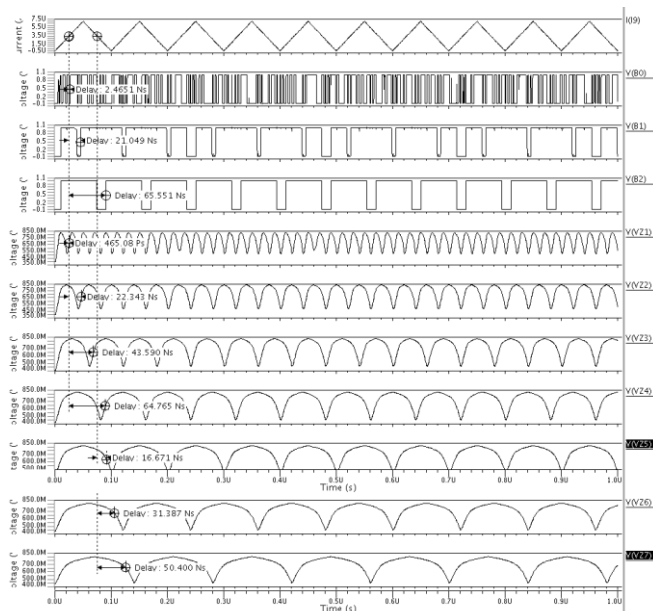 7.5U
5.5U
3.5U
1.5U
-0.5U
I(I9)
1.1
0.8
0.5
0.2
-0.1
Delay : 2.4651 Ns
V(B0)
1.1
0.8
0.5
0.2
-0.1
Delay : 21.049 Ns
V(B1)
1.1
0.8
0.5
0.2
-0.1
Delay : 65.551 Ns
V(B2)
850.0M
750.0M
650.0M
550.0M
450.0M
350.0M
Delay : 465.08 Ps
V(VZ1)
850.0M
750.0M
650.0M
550.0M
450.0M
350.0M
Delay : 22.343 Ns
V(VZ2)
850.0M
700.0M
600.0M
500.0M
400.0M
Delay : 43.590 Ns
V(VZ3)
850.0M
700.0M
600.0M
500.0M
400.0M
Delay : 64.765 Ns
V(VZ4)
850.0M
700.0M
600.0M
500.0M
Delay : 16.671 Ns
V(VZ5)
0.0U 0.1U 0.2U 0.3U 0.4U 0.5U 0.6U 0.7U 0.8U 0.9U 1.0U
Time (s)
850.0M
700.0M
600.0M
500.0M
400.0M
Delay : 31.387 Ns
V(VZ6)
850.0M
700.0M
600.0M
500.0M
400.0M
Delay : 50.400 Ns
V(VZ7)
0.0U 0.1U 0.2U 0.3U 0.4U 0.5U 0.6U 0.7U 0.8U 0.9U 1.0U
Time (s)